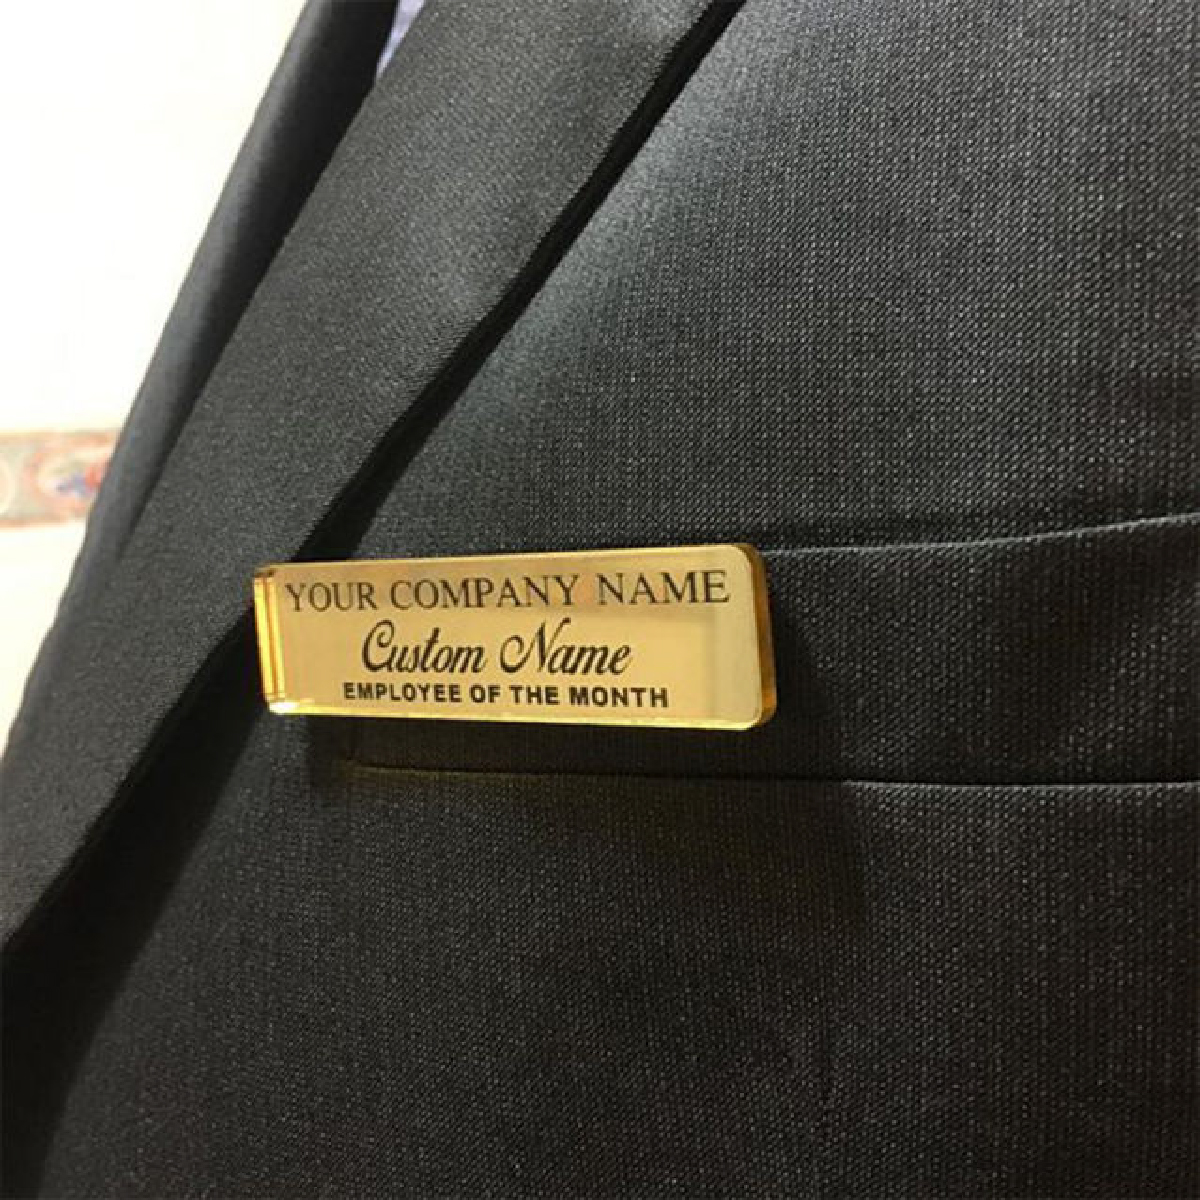 YOUR COMPANY NAME
Custom Name
EMPLOYEE OF THE MONTH